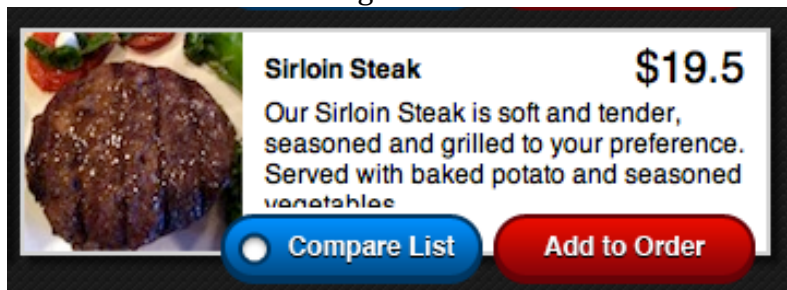 Sirloin Steak
$19.5
Our Sirloin Steak is soft and tender,
seasoned and grilled to your preference.
Served with baked potato and seasoned
vegetables
Compare List
Add to Order